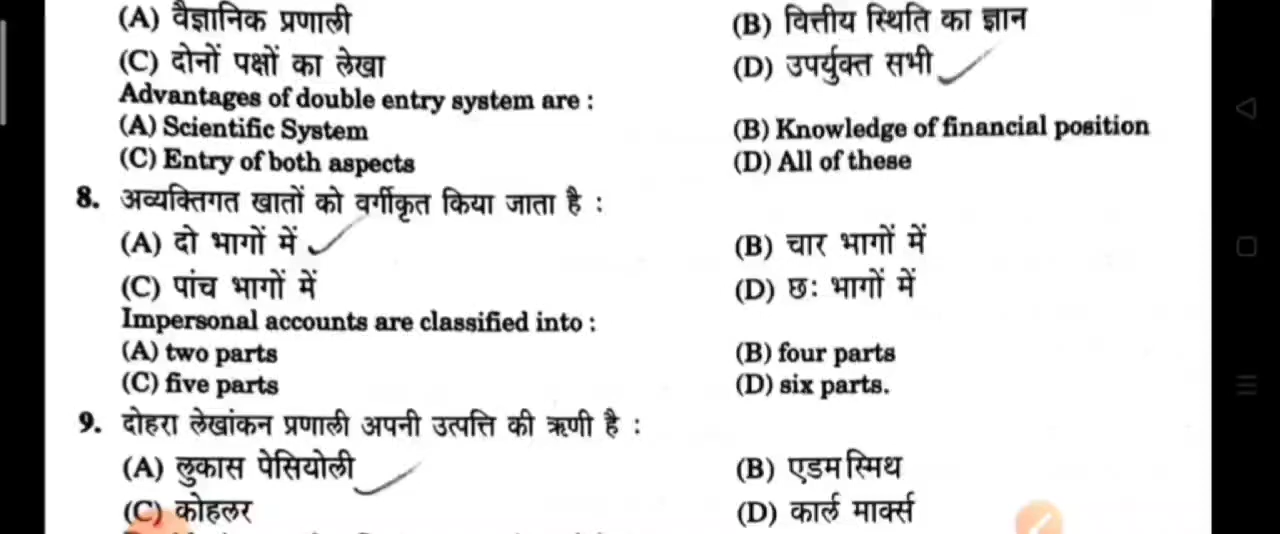 (A) वैज्ञानिक प्रणाली (B) वित्तीय स्थिति का ज्ञान
(C) दोनों पक्षों का लेखा (D) उपर्युक्त सभी
Advantages of double entry system are :
(A) Scientific System (B) Knowledge of financial position
(C) Entry of both aspects (D) All of these
8. अव्यक्तिगत खातों को वर्गीकृत किया जाता है :
(A) दो भागों में (B) चार भागों में
(C) पांच भागों में (D) छः भागों में
Impersonal accounts are classified into :
(A) two parts (B) four parts
(C) five parts (D) six parts.
9. दोहरा लेखांकन प्रणाली अपनी उत्पत्ति की ऋणी है :
(A) लुकास पेसियोली (B) एडम स्मिथ
(C) कोहलर (D) कार्ल मार्क्स